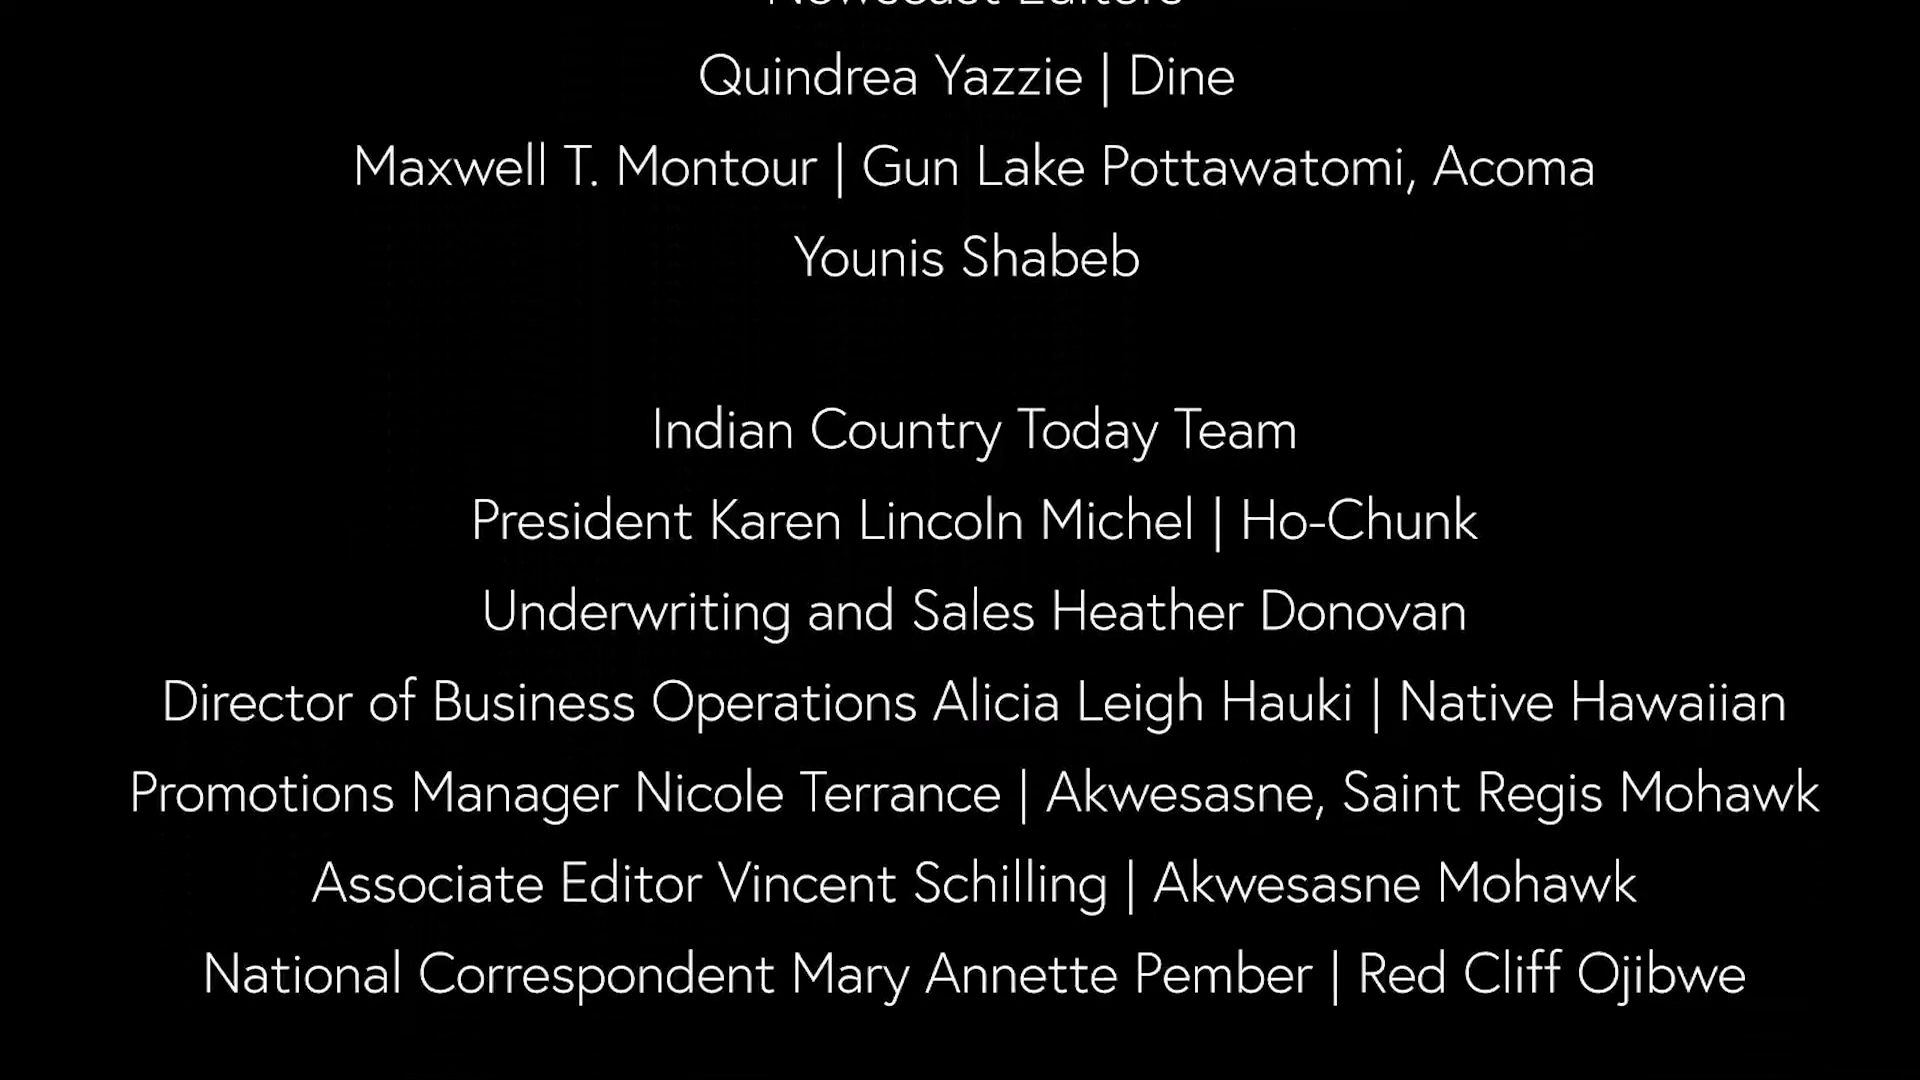 Newscast Editors
Quindrea Yazzie | Dine
Maxwell T. Montour | Gun Lake Pottawatomi, Acoma
Younis Shabeb
Indian Country Today Team
President Karen Lincoln Michel | Ho-Chunk
Underwriting and Sales Heather Donovan
Director of Business Operations Alicia Leigh Hauki | Native Hawaiian
Promotions Manager Nicole Terrance | Akwesasne, Saint Regis Mohawk
Associate Editor Vincent Schilling | Akwesasne Mohawk
National Correspondent Mary Annette Pember | Red Cliff Ojibwe